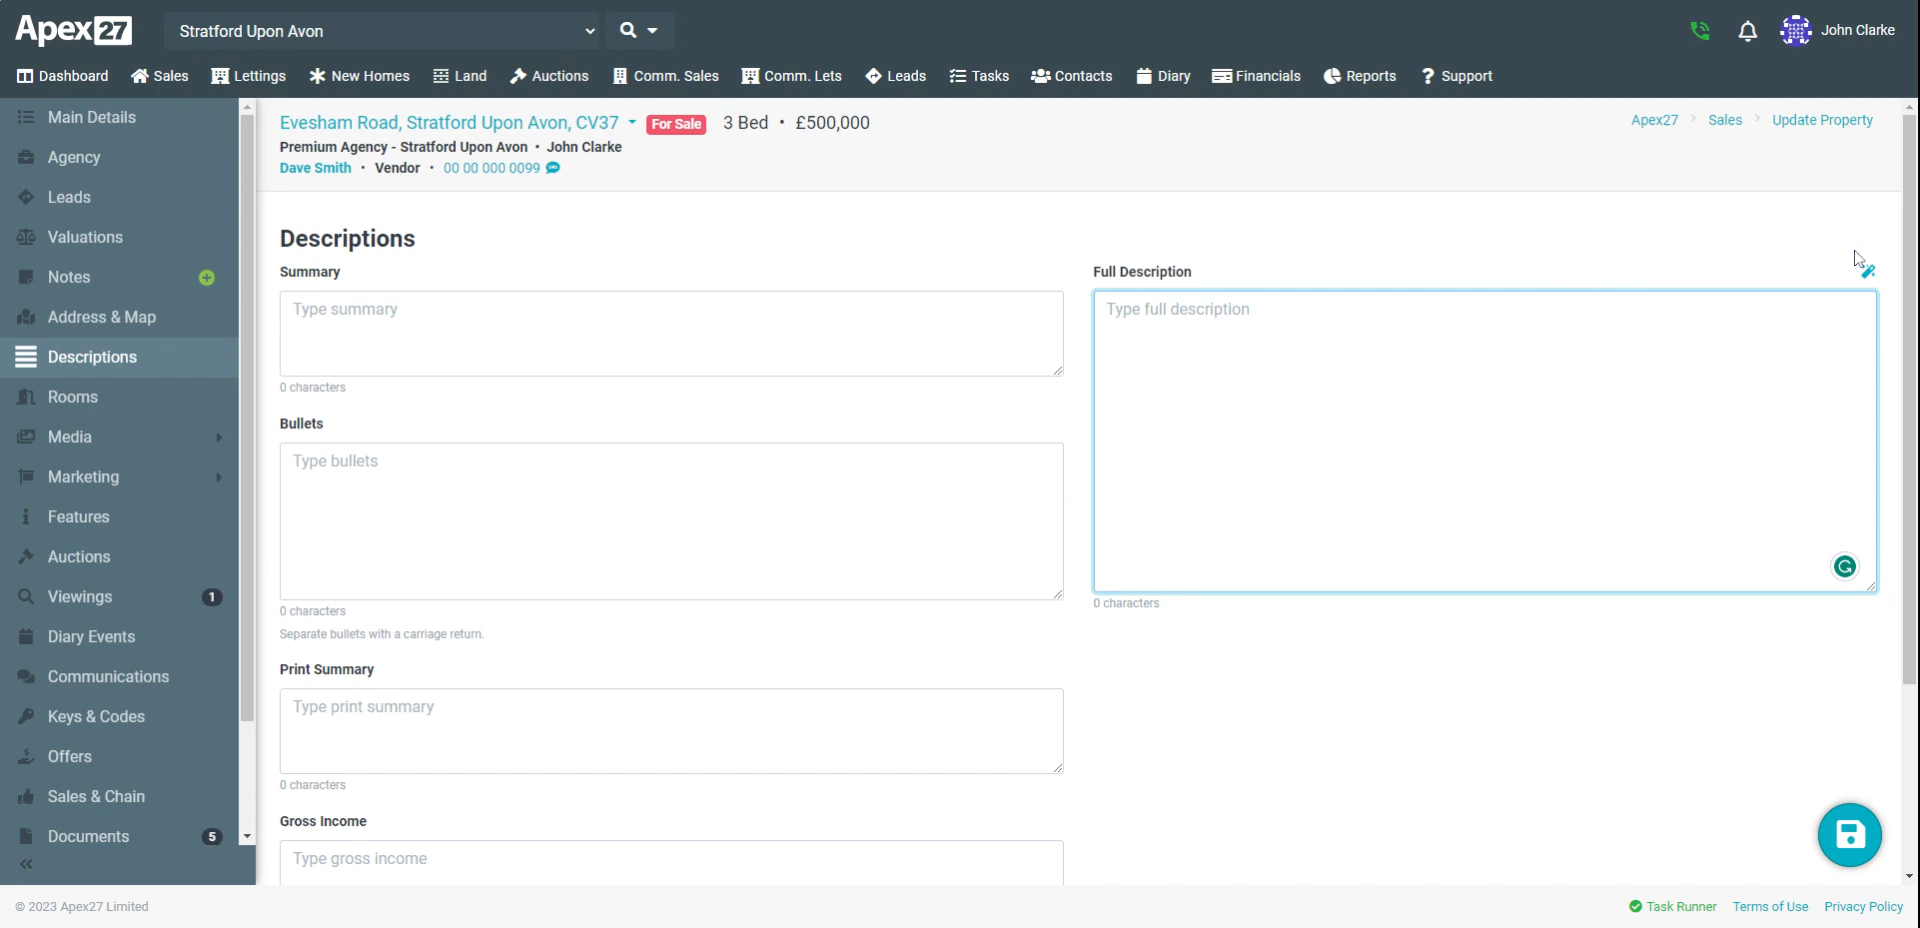 Apex27
Stratford Upon Avon
John Clarke
Dashboard Sales Lettings New Homes Land Auctions Comm. Sales Comm. Lets Leads Tasks Contacts Diary Financials Reports ? Support
Main Details
Agency
Leads
Valuations
Notes
Address & Map
Descriptions
Rooms
Media
Marketing
Features
Auctions
Viewings 1
Diary Events
Communications
Keys & Codes
Offers
Sales & Chain
Documents 5
Evesham Road, Stratford Upon Avon, CV37 For Sale 3 Bed • £500,000
Premium Agency - Stratford Upon Avon • John Clarke
Dave Smith • Vendor • 00 00 000 0099
Apex27 > Sales > Update Property
Descriptions
Summary
Type summary
0 characters
Bullets
Type bullets
0 characters
Separate bullets with a carriage return.
Print Summary
Type print summary
0 characters
Gross Income
Type gross income
Full Description
Type full description
0 characters
© 2023 Apex27 Limited
Task Runner Terms of Use Privacy Policy